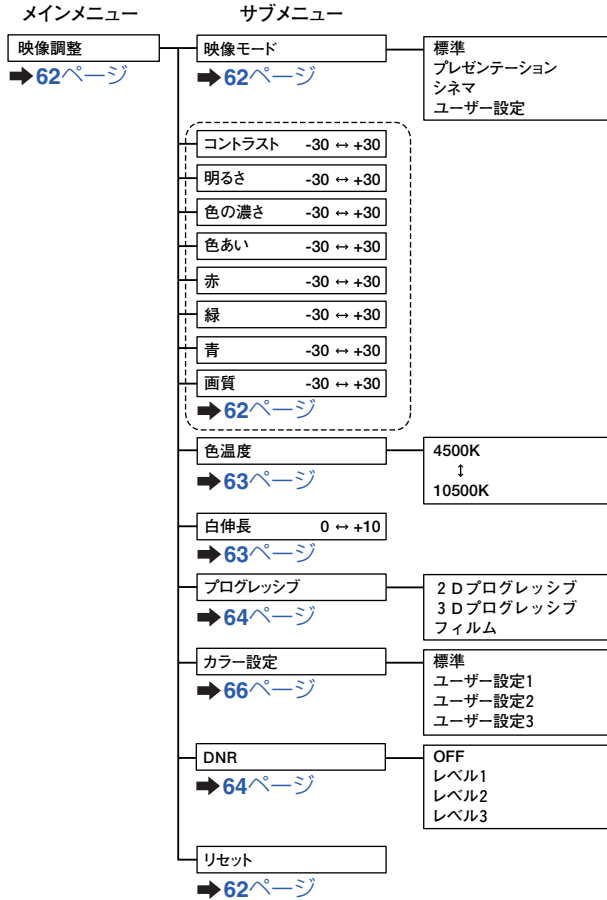 メインメニュー
サブメニュー
映像調整
➡62ページ
映像モード
➡62ページ
標準
プレゼンテーション
シネマ
ユーザー設定
コントラスト -30 ↔ +30
明るさ -30 ↔ +30
色の濃さ -30 ↔ +30
色あい -30 ↔ +30
赤 -30 ↔ +30
緑 -30 ↔ +30
青 -30 ↔ +30
画質 -30 ↔ +30
➡62ページ
色温度
➡63ページ
4500K
↕
10500K
白伸長 0 ↔ +10
➡63ページ
プログレッシブ
➡64ページ
２Ｄプログレッシブ
３Ｄプログレッシブ
フィルム
カラー設定
➡66ページ
標準
ユーザー設定1
ユーザー設定2
ユーザー設定3
DNR
➡64ページ
OFF
レベル1
レベル2
レベル3
リセット
➡62ページ